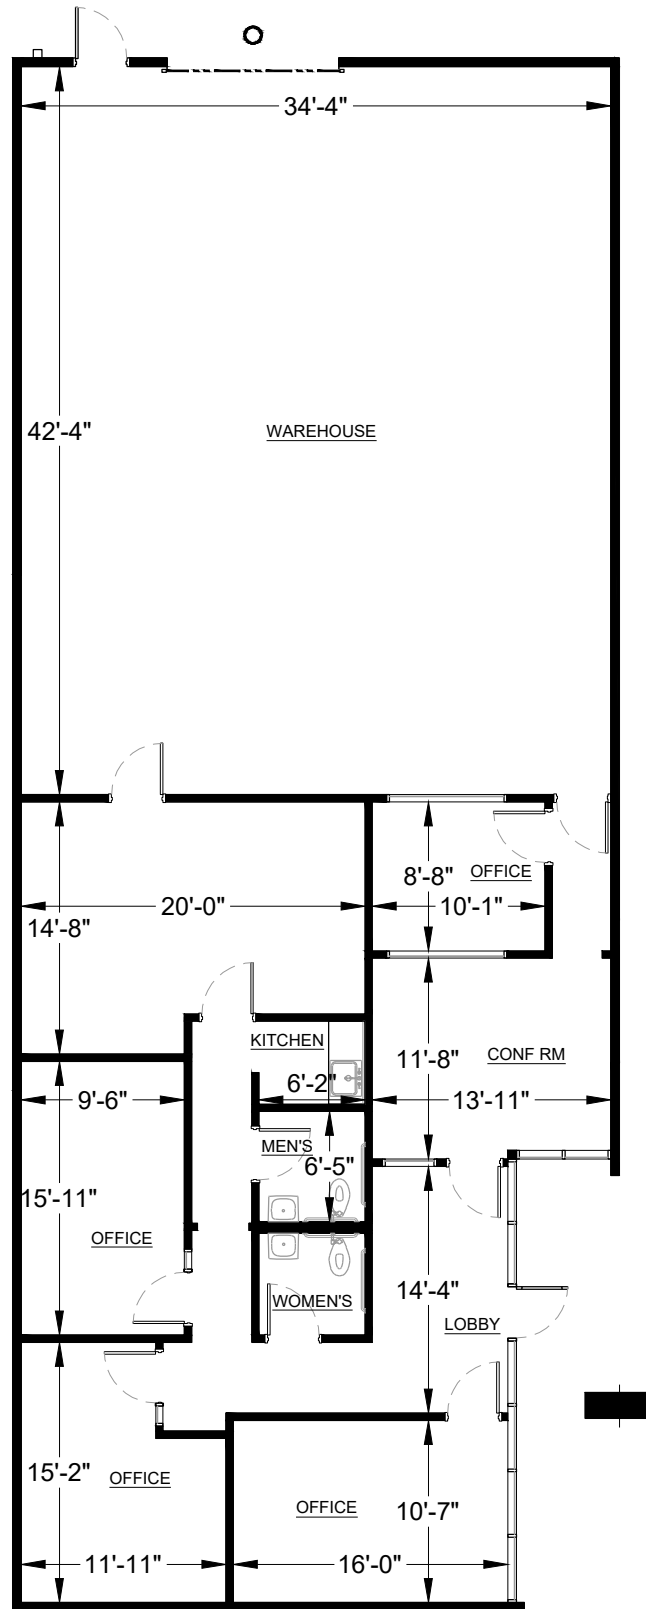 34'-4"
42'-4"
WAREHOUSE
8'-8"
OFFICE
20'-0"
10'-1"
14'-8"
KITCHEN
11'-8"
CONF RM
6'-2"
9'-6"
13'-11"
MEN'S
6'-5"
15'-11"
OFFICE
14'-4"
WOMEN'S
LOBBY
15'-2"
OFFICE
OFFICE
10'-7"
11'-11"
16'-0"